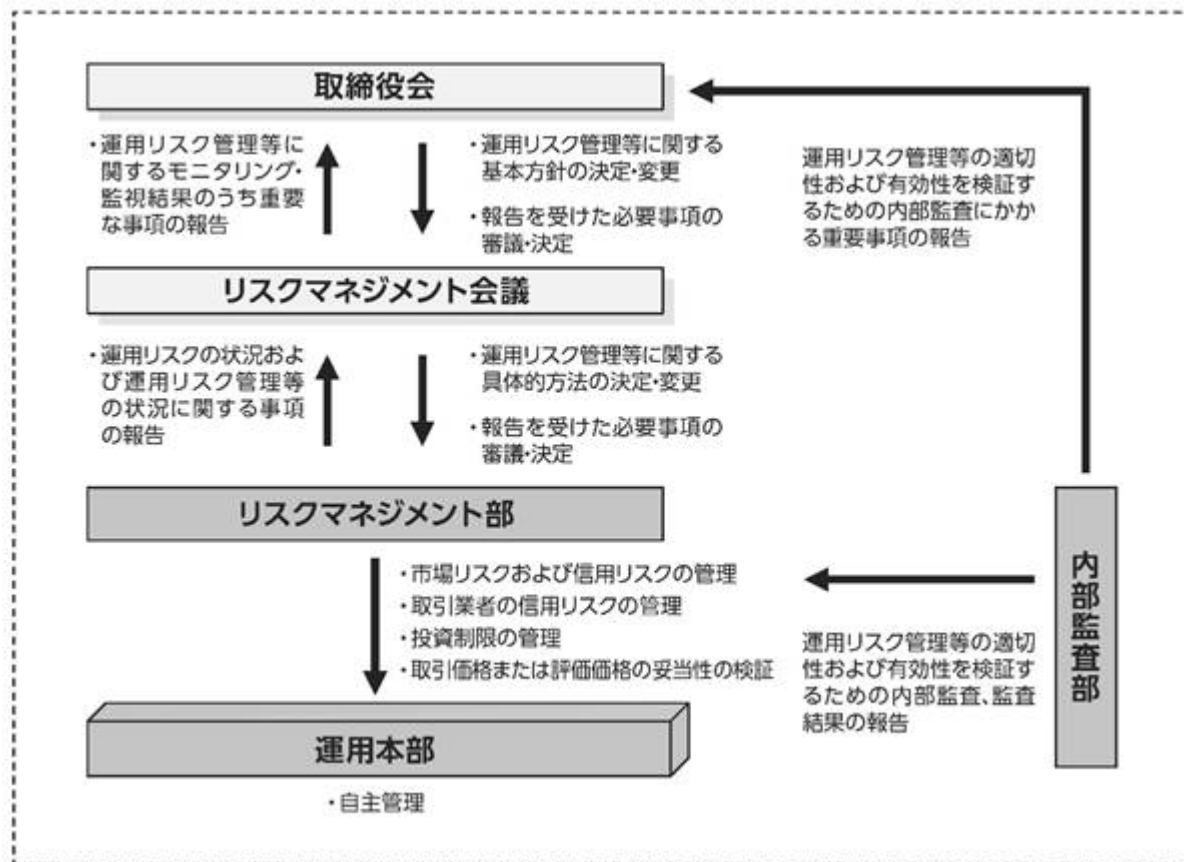 取締役会
・運用リスク管理等に
関するモニタリング・
監視結果のうち重要
な事項の報告
・運用リスク管理等に関する
基本方針の決定・変更
・報告を受けた必要事項の
審議・決定
運用リスク管理等の適切
性および有効性を検証す
るための内部監査にかか
る重要事項の報告
リスクマネジメント会議
・運用リスクの状況およ
び運用リスク管理等
の状況に関する事項
の報告
・運用リスク管理等に関する
具体的方法の決定・変更
・報告を受けた必要事項の
審議・決定
リスクマネジメント部
・市場リスクおよび信用リスクの管理
・取引業者の信用リスクの管理
・投資制限の管理
・取引価格または評価価格の妥当性の検証
運用リスク管理等の適切
性および有効性を検証す
るための内部監査、監査
結果の報告
内部監査部
運用本部
・自主管理